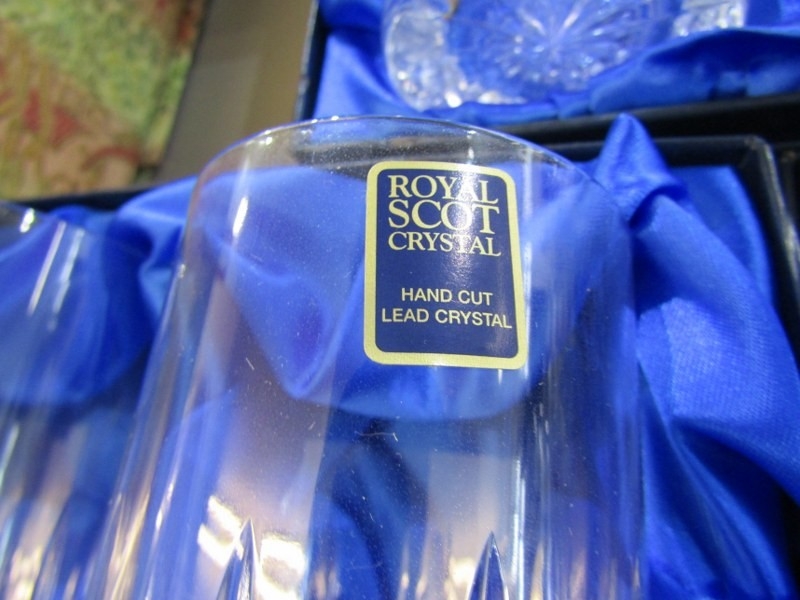 ROYAL
SCOT
CRYSTAL
HAND CUT
LEAD CRYSTAL